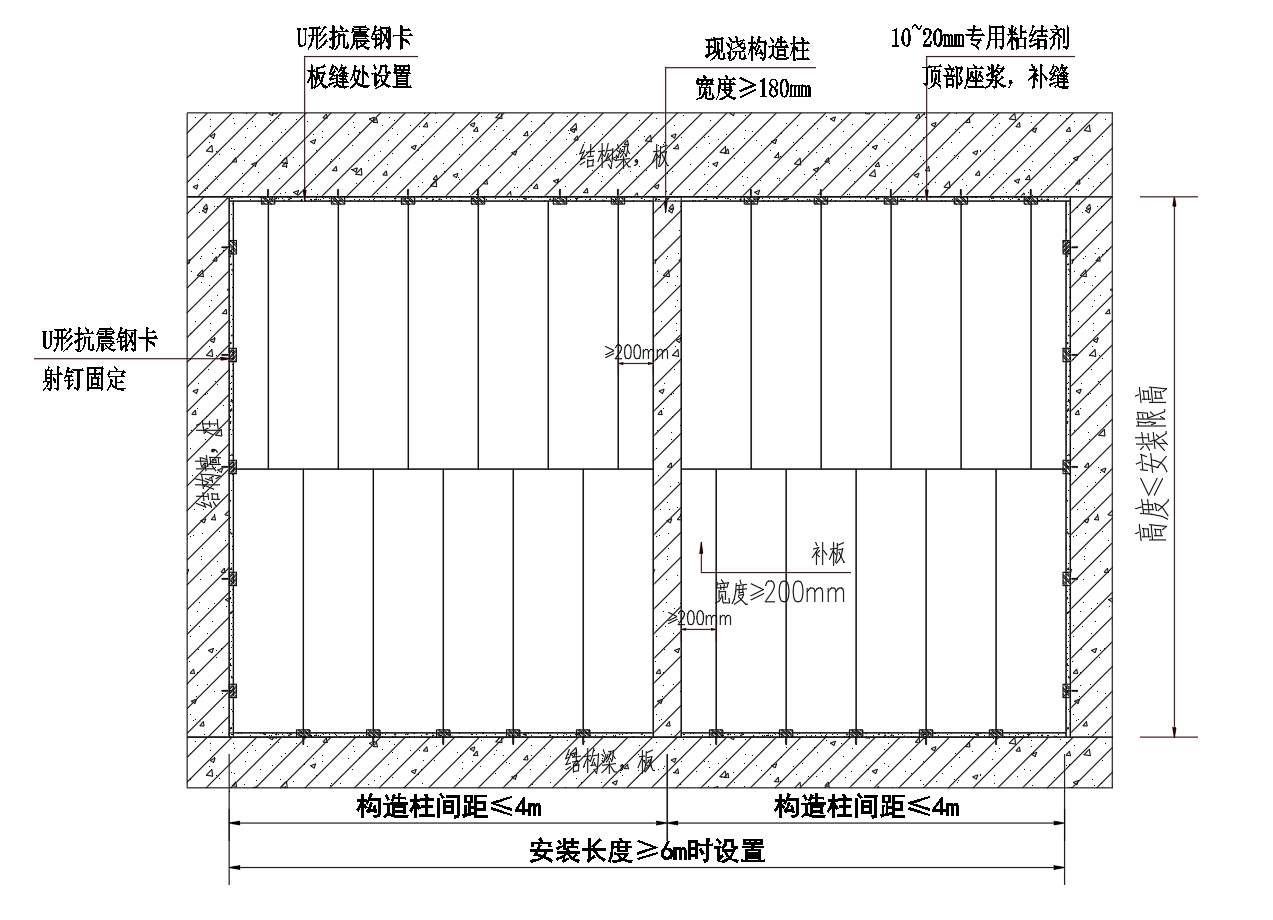 U形抗震钢卡
板缝处设置
现浇构造柱
宽度≥180mm
10~20mm专用粘结剂
顶部座浆，补缝
结构梁，板
U形抗震钢卡
射钉固定
≥200mm
结构墙，柱
高度≤安装限高
补板
宽度≥200mm
≥200mm
结构梁，板
构造柱间距≤4m
构造柱间距≤4m
安装长度≥6m时设置